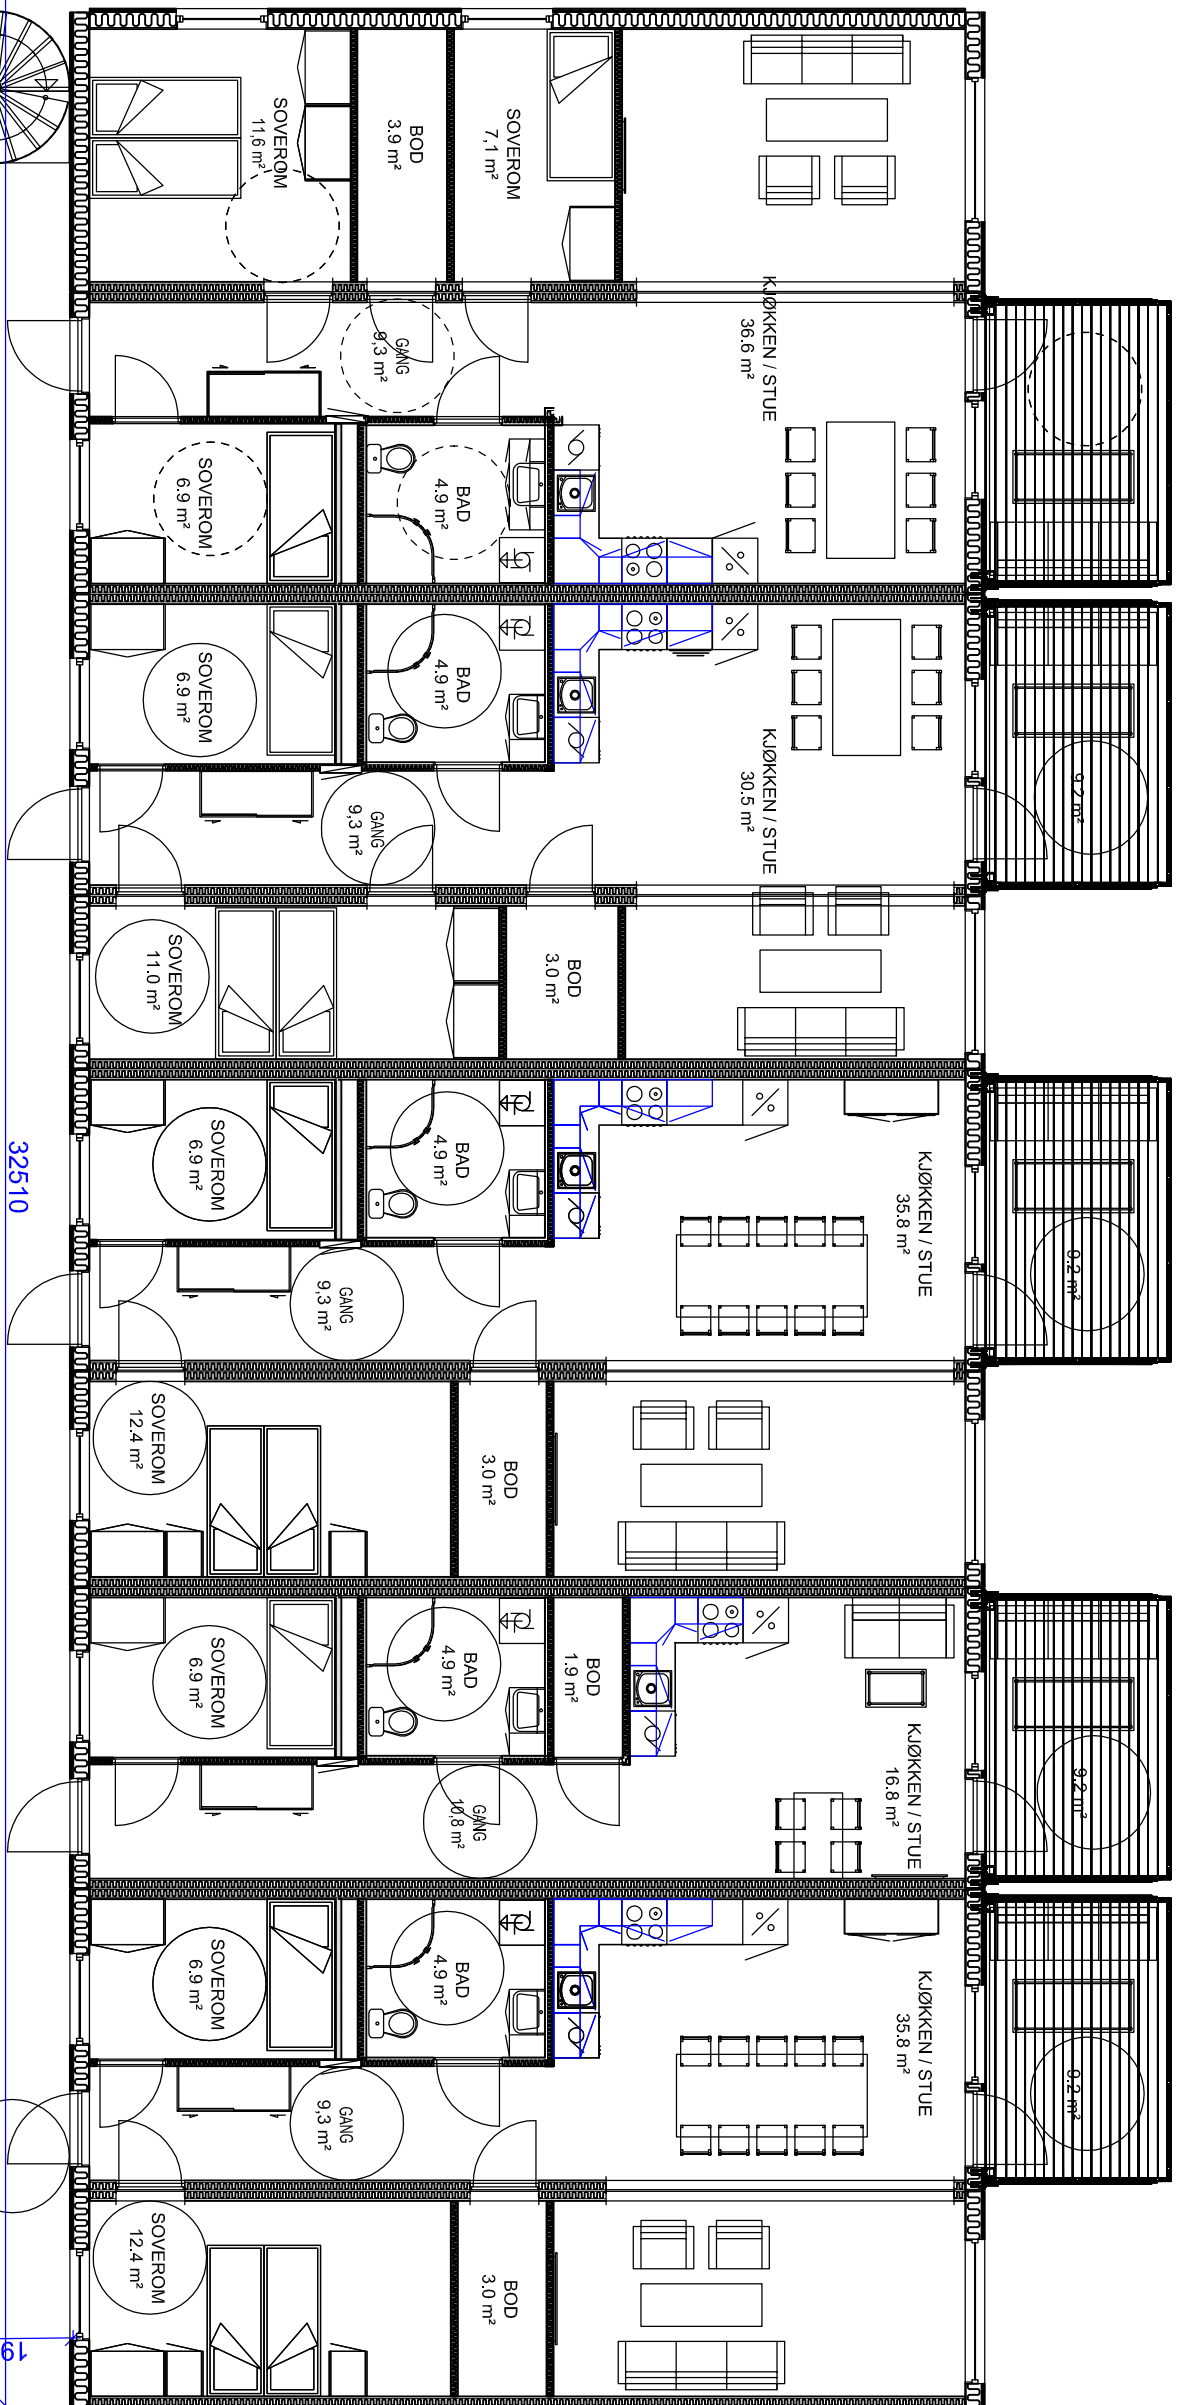 SOVEROM
11,6 m²
BOD
3.9 m²
SOVEROM
7,1 m²
KJØKKEN / STUE
36.6 m²
GANG
9,3 m²
SOVEROM
6.9 m²
BAD
4.9 m²
SOVEROM
6.9 m²
BAD
4.9 m²
KJØKKEN / STUE
30.5 m²
9.2 m²
GANG
9,3 m²
SOVEROM
11.0 m²
BOD
3.0 m²
SOVEROM
6.9 m²
BAD
4.9 m²
KJØKKEN / STUE
35.8 m²
9.2 m²
GANG
9,3 m²
32510
SOVEROM
12.4 m²
BOD
3.0 m²
SOVEROM
6.9 m²
BAD
4.9 m²
BOD
1.9 m²
KJØKKEN / STUE
16.8 m²
9.2 m²
GANG
10,8 m²
SOVEROM
6.9 m²
BAD
4.9 m²
KJØKKEN / STUE
35.8 m²
9.2 m²
GANG
9,3 m²
SOVEROM
12.4 m²
BOD
3.0 m²
19